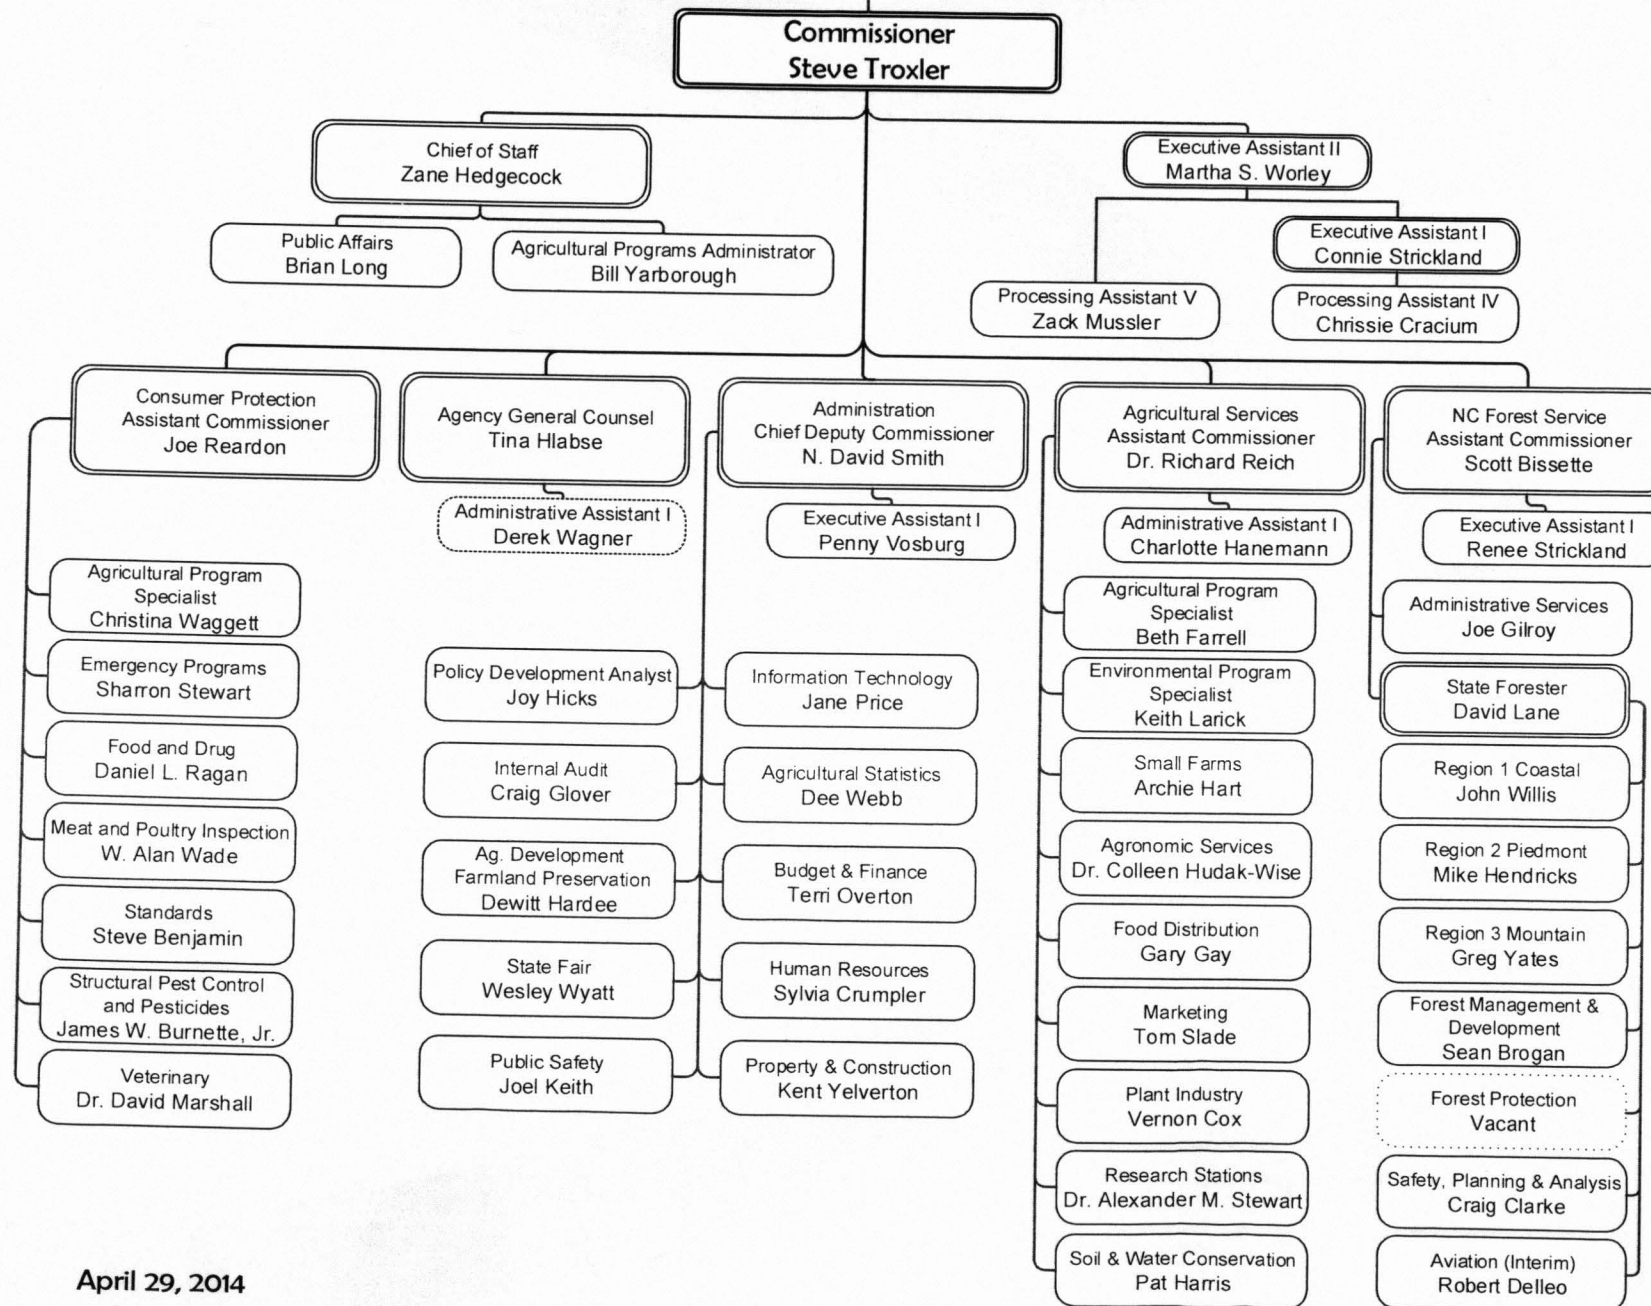 Commissioner
Steve Troxler
Chief of Staff
Zane Hedgecock
Executive Assistant II
Martha S. Worley
Public Affairs
Brian Long
Agricultural Programs Administrator
Bill Yarborough
Executive Assistant I
Connie Strickland
Processing Assistant V
Zack Mussler
Processing Assistant IV
Chrissie Cracium
Consumer Protection
Assistant Commissioner
Joe Reardon
Agency General Counsel
Tina Hlabse
Administration
Chief Deputy Commissioner
N. David Smith
Agricultural Services
Assistant Commissioner
Dr. Richard Reich
NC Forest Service
Assistant Commissioner
Scott Bissette
Administrative Assistant I
Derek Wagner
Executive Assistant I
Penny Vosburg
Administrative Assistant I
Charlotte Hanemann
Executive Assistant I
Renee Strickland
Agricultural Program
Specialist
Christina Waggett
Emergency Programs
Sharron Stewart
Food and Drug
Daniel L. Ragan
Meat and Poultry Inspection
W. Alan Wade
Standards
Steve Benjamin
Structural Pest Control
and Pesticides
James W. Burnette, Jr.
Veterinary
Dr. David Marshall
Policy Development Analyst
Joy Hicks
Internal Audit
Craig Glover
Ag. Development
Farmland Preservation
Dewitt Hardee
State Fair
Wesley Wyatt
Public Safety
Joel Keith
Information Technology
Jane Price
Agricultural Statistics
Dee Webb
Budget & Finance
Terri Overton
Human Resources
Sylvia Crumpler
Property & Construction
Kent Yelverton
Agricultural Program
Specialist
Beth Farrell
Environmental Program
Specialist
Keith Larick
Small Farms
Archie Hart
Agronomic Services
Dr. Colleen Hudak-Wise
Food Distribution
Gary Gay
Marketing
Tom Slade
Plant Industry
Vernon Cox
Research Stations
Dr. Alexander M. Stewart
Soil & Water Conservation
Pat Harris
Administrative Services
Joe Gilroy
State Forester
David Lane
Region 1 Coastal
John Willis
Region 2 Piedmont
Mike Hendricks
Region 3 Mountain
Greg Yates
Forest Management &
Development
Sean Brogan
Forest Protection
Vacant
Safety, Planning & Analysis
Craig Clarke
Aviation (Interim)
Robert Delleo
April 29, 2014